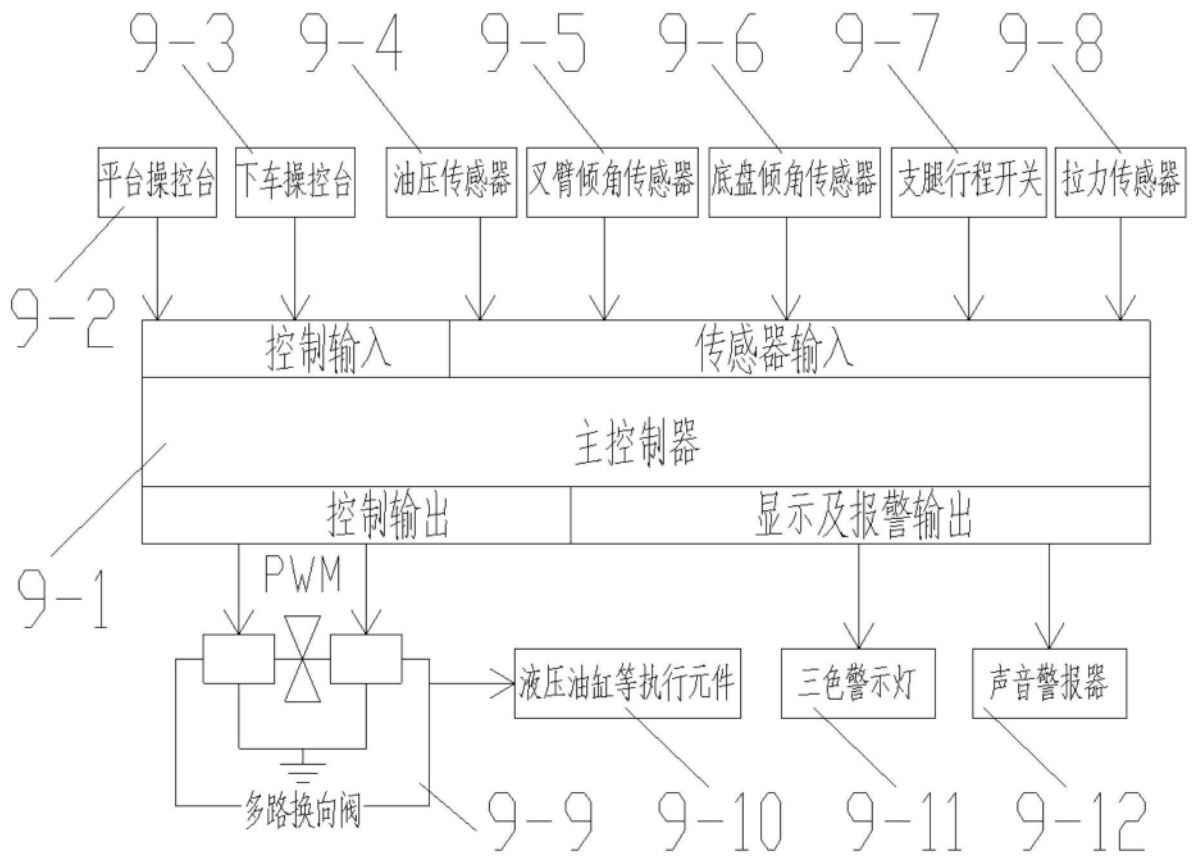 9-3 9-4 9-5 9-6 9-7 9-8
平台操控台 下车操控台 油压传感器 叉臂倾角传感器 底盘倾角传感器 支腿行程开关 拉力传感器
9-2
控制输入 传感器输入
主控制器
控制输出 显示及报警输出
9-1
PWM
液压油缸等执行元件 三色警示灯 声音警报器
多路换向阀
9-9 9-10 9-11 9-12